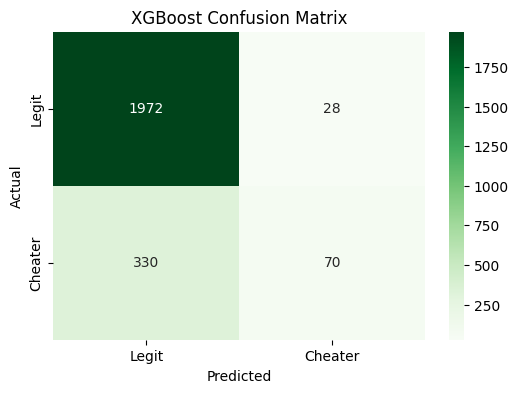 XGBoost Confusion Matrix
Actual
Legit
1972
28
Cheater
330
70
Legit
Cheater
Predicted
1750
1500
1250
1000
750
500
250